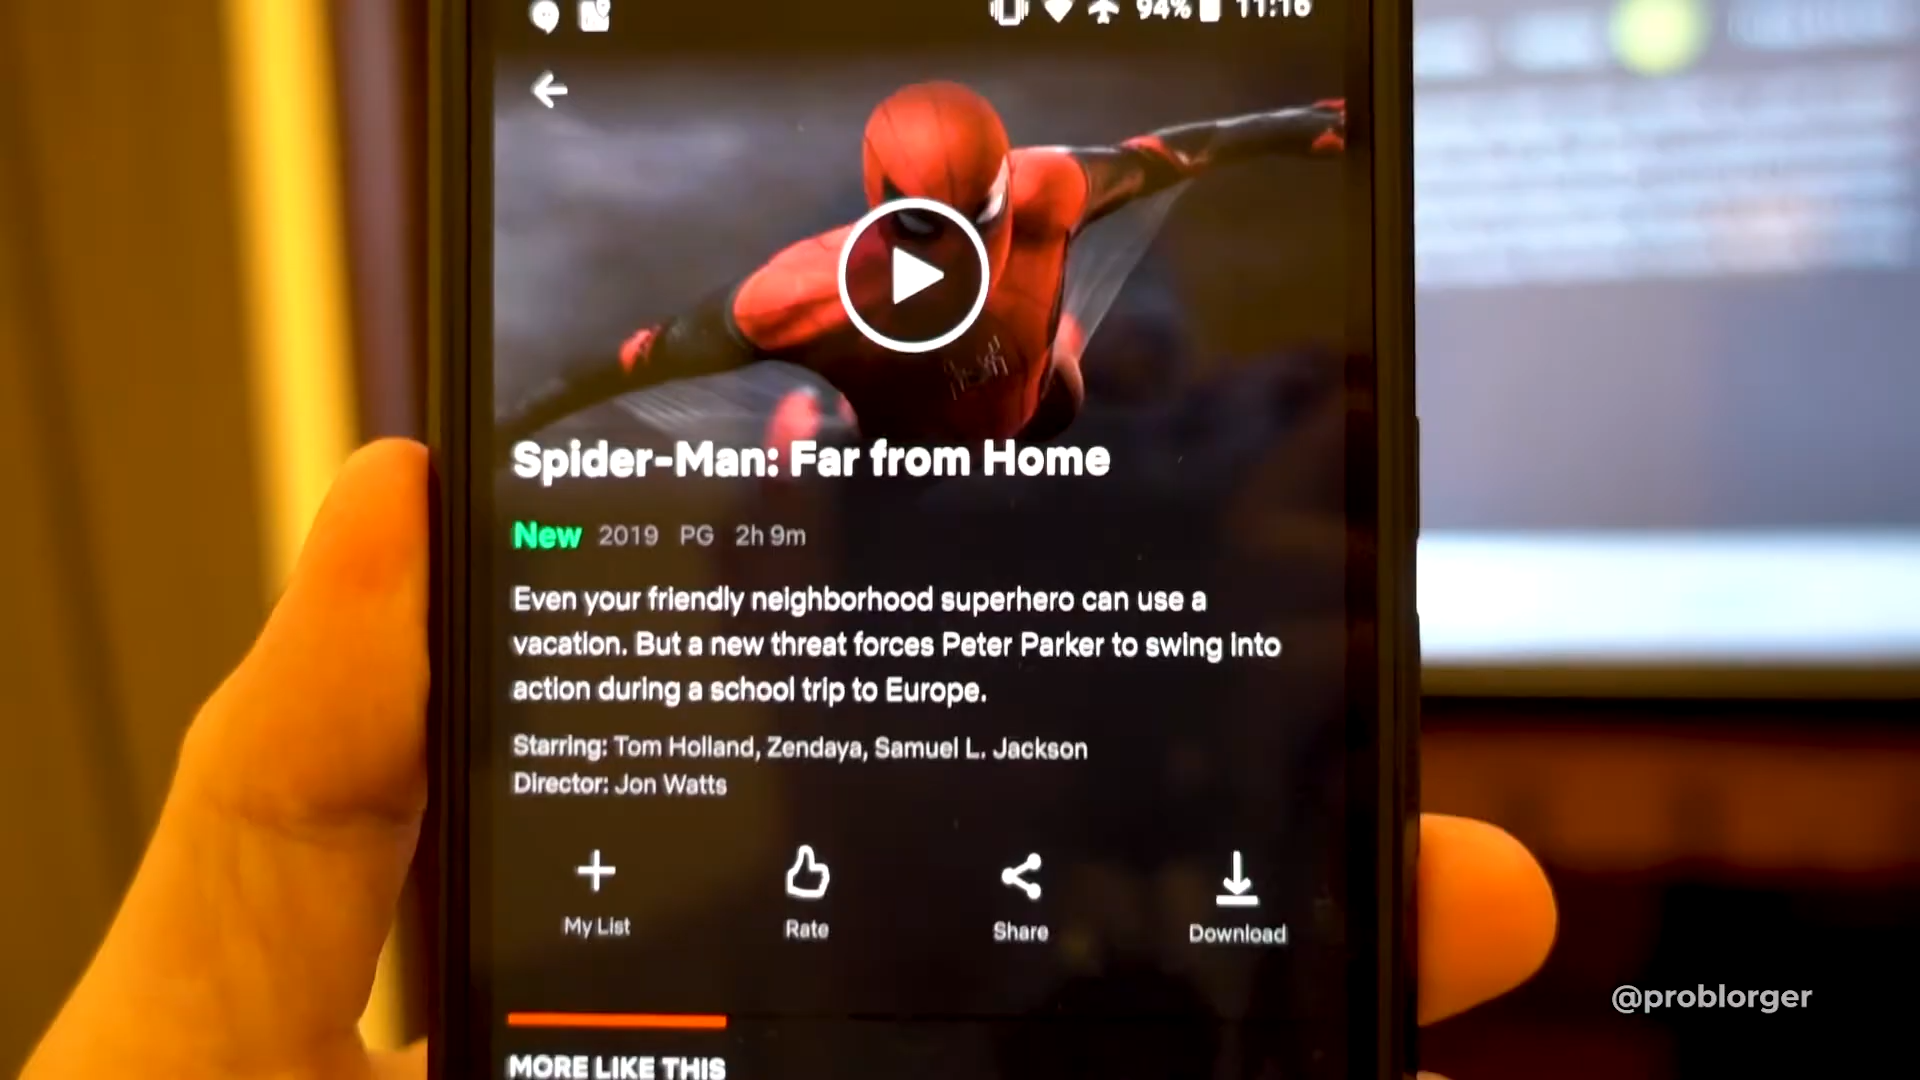 94% 11:16
Spider-Man: Far from Home
New 2019 PG 2h 9m
Even your friendly neighborhood superhero can use a
vacation. But a new threat forces Peter Parker to swing into
action during a school trip to Europe.
Starring: Tom Holland, Zendaya, Samuel L. Jackson
Director: Jon Watts
My List Rate Share Download
MORE LIKE THIS
@problorger